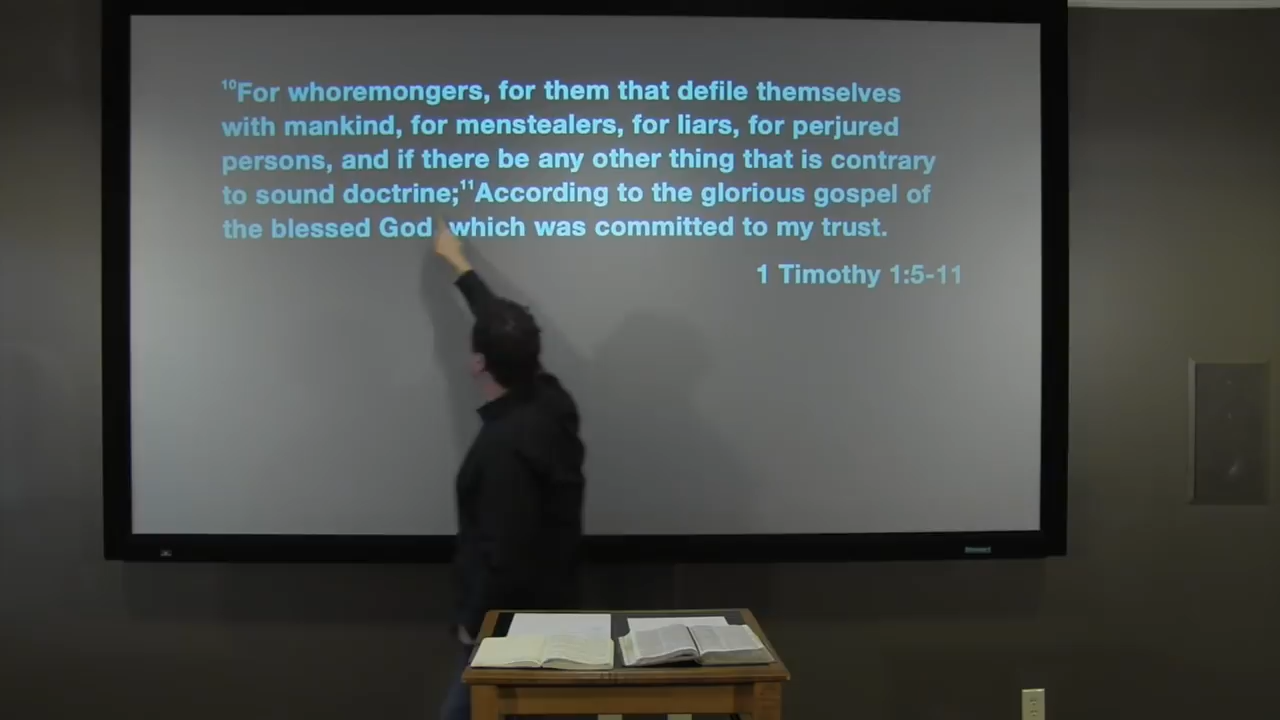 ¹⁰For whoremongers, for them that defile themselves
with mankind, for menstealers, for liars, for perjured
persons, and if there be any other thing that is contrary
to sound doctrine;¹¹According to the glorious gospel of
the blessed God which was committed to my trust.
1 Timothy 1:5-11